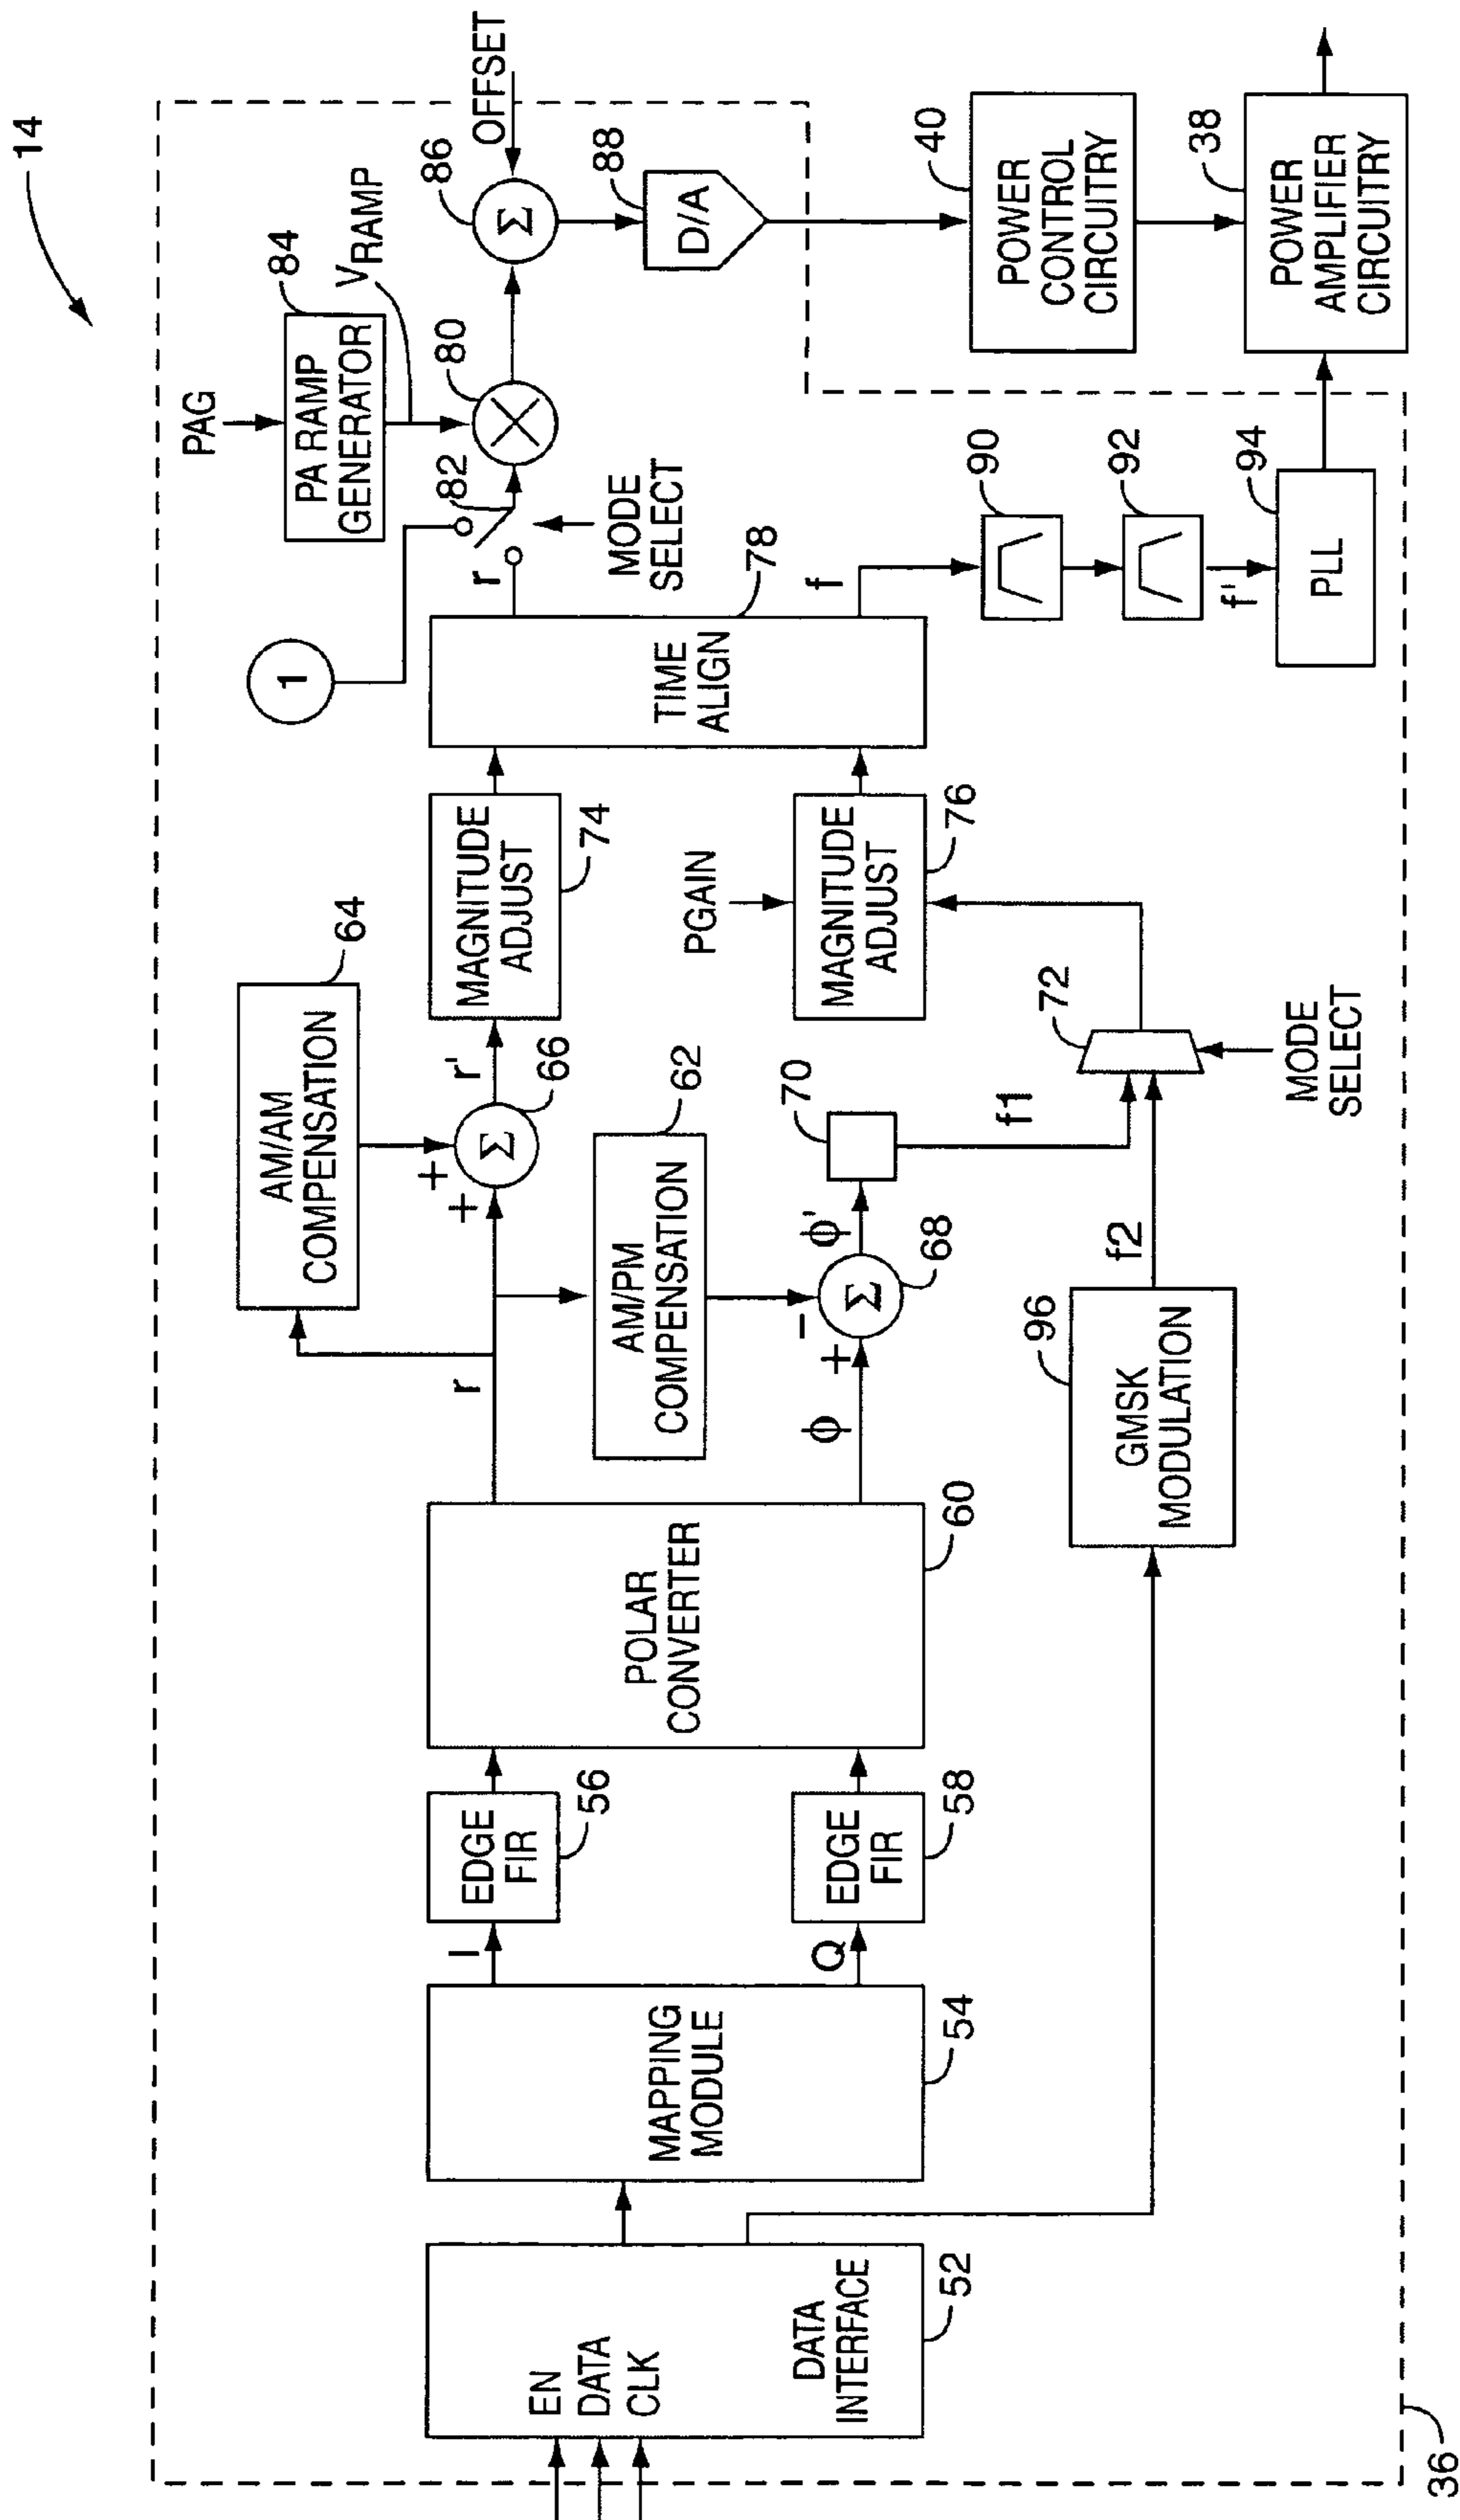 14
EN
DATA
CLK
DATA
INTERFACE
52
MAPPING
MODULE
54
I
Q
EDGE
FIR
56
EDGE
FIR
58
POLAR
CONVERTER
60
r
ϕ
AM/AM
COMPENSATION
64
AM/PM
COMPENSATION
62
+
+
Σ
66
r'
+
-
Σ
68
ϕ'
70
f1
GMSK
MODULATION
96
f2
72
MODE
SELECT
MAGNITUDE
ADJUST
74
PGAIN
MAGNITUDE
ADJUST
76
TIME
ALIGN
78
1
r
f
MODE
SELECT
82
PAG
PA RAMP
GENERATOR
84
VRAMP
80
Σ
86
OFFSET
D/A
88
90
92
f'
PLL
94
POWER
CONTROL
CIRCUITRY
40
POWER
AMPLIFIER
CIRCUITRY
38
36